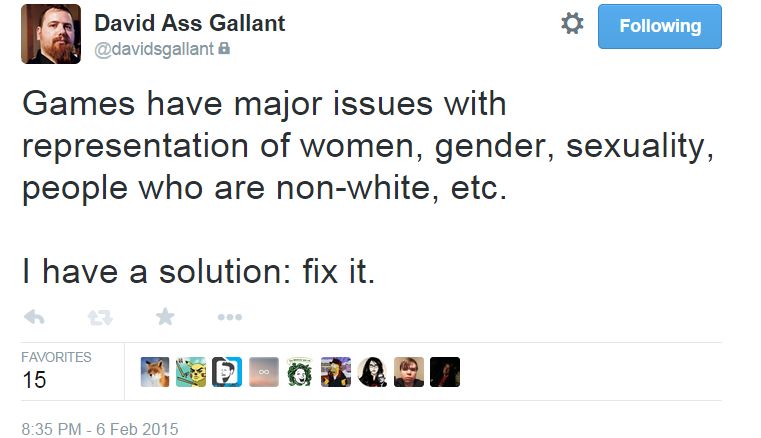 David Ass Gallant
@davidsgallant
Following
Games have major issues with
representation of women, gender, sexuality,
people who are non-white, etc.
I have a solution: fix it.
FAVORITES
15
8:35 PM - 6 Feb 2015